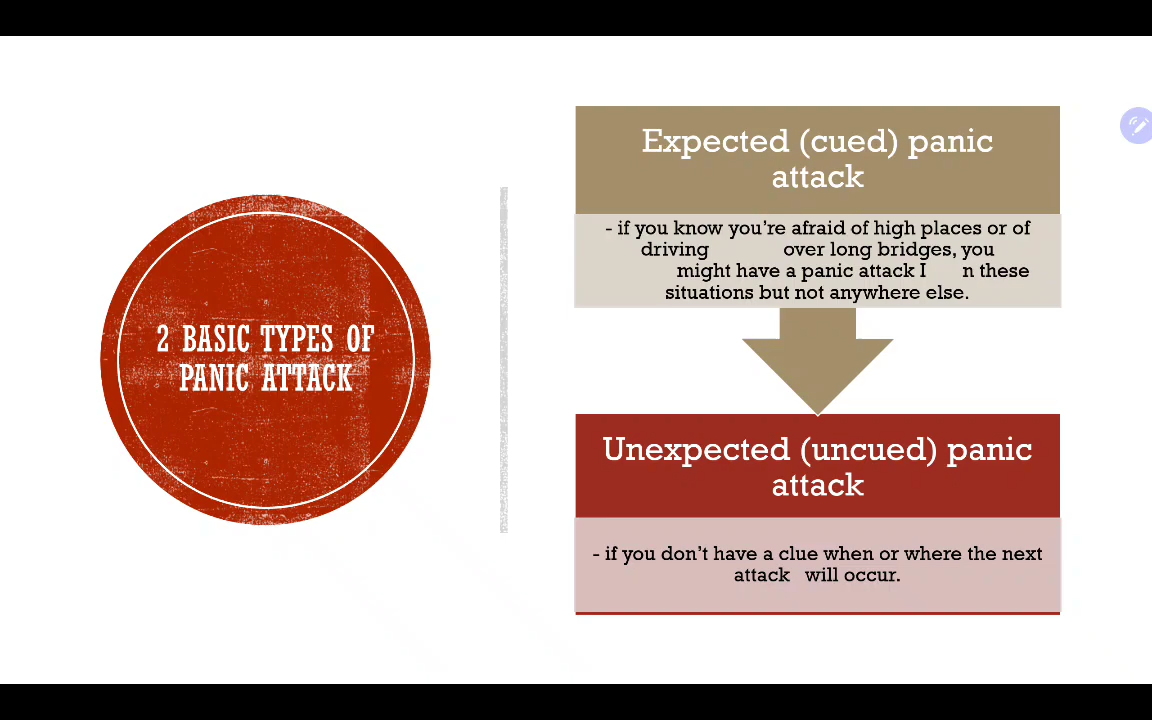 2 BASIC TYPES OF
PANIC ATTACK
Expected (cued) panic
attack
- if you know you're afraid of high places or of
driving over long bridges, you
might have a panic attack I n these
situations but not anywhere else.
Unexpected (uncued) panic
attack
- if you don't have a clue when or where the next
attack will occur.